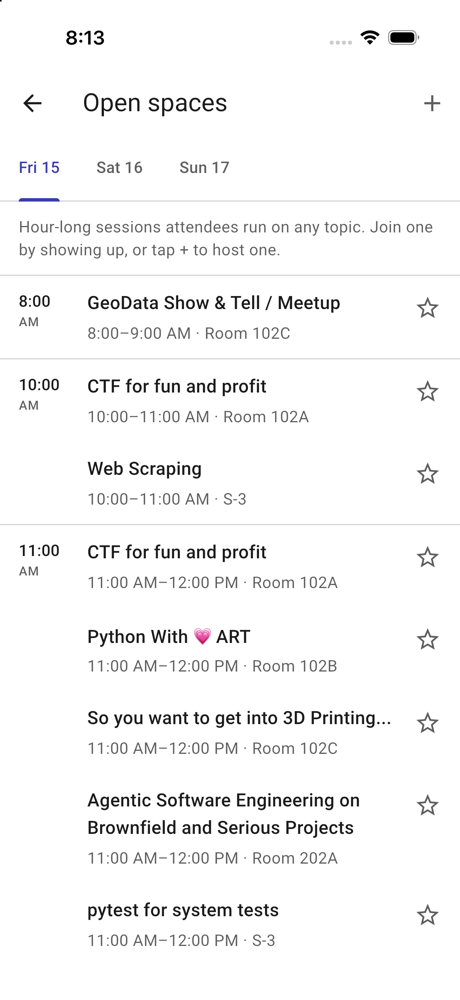 8:13
Open spaces
Fri 15
Sat 16
Sun 17
Hour-long sessions attendees run on any topic. Join one
by showing up, or tap + to host one.
8:00
AM
GeoData Show & Tell / Meetup
8:00–9:00 AM · Room 102C
10:00
AM
CTF for fun and profit
10:00–11:00 AM · Room 102A
Web Scraping
10:00–11:00 AM · S-3
11:00
AM
CTF for fun and profit
11:00 AM–12:00 PM · Room 102A
Python With 💗 ART
11:00 AM–12:00 PM · Room 102B
So you want to get into 3D Printing...
11:00 AM–12:00 PM · Room 102C
Agentic Software Engineering on
Brownfield and Serious Projects
11:00 AM–12:00 PM · Room 202A
pytest for system tests
11:00 AM–12:00 PM · S-3